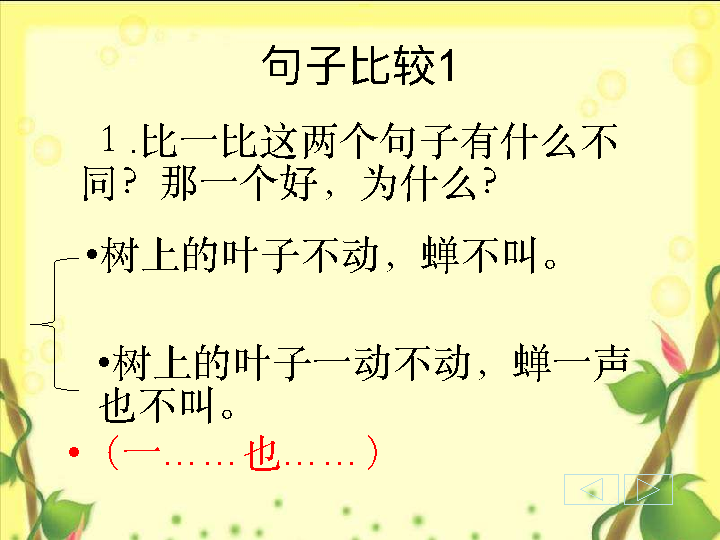 句子比较1
１.比一比这两个句子有什么不
同？那一个好，为什么？
•树上的叶子不动，蝉不叫。
•树上的叶子一动不动，蝉一声
也不叫。
•（一……也……）